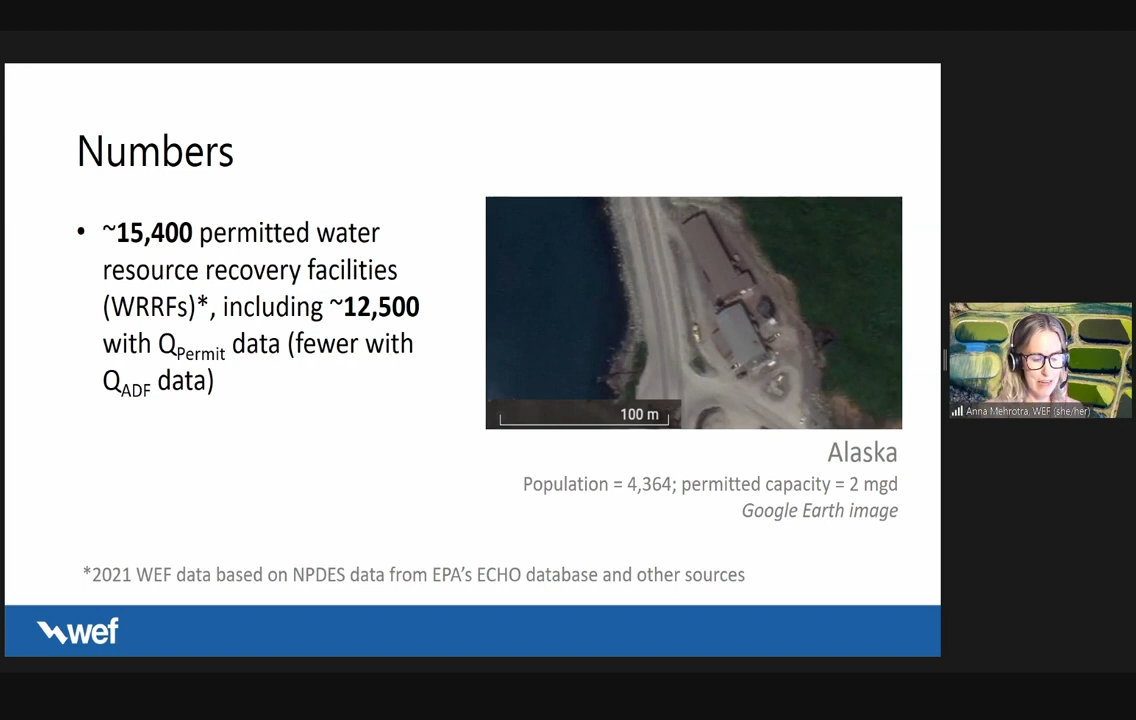 Numbers
• ~15,400 permitted water
resource recovery facilities
(WRRFs)*, including ~12,500
with QPermit data (fewer with
QADF data)
100 m
Alaska
Population = 4,364; permitted capacity = 2 mgd
Google Earth image
*2021 WEF data based on NPDES data from EPA's ECHO database and other sources
wef
Anna Mehrotra, WEF (she/her)